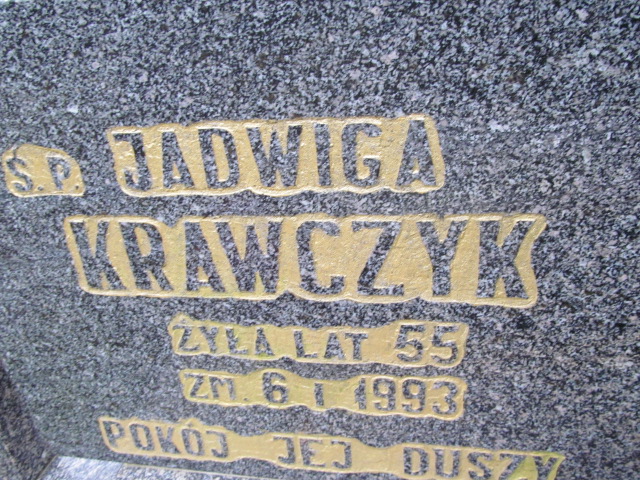 Ś.P. JADWIGA
KRAWCZYK
ŻYŁA LAT 55
ZM 6 I 1993
POKÓJ JEJ DUSZY